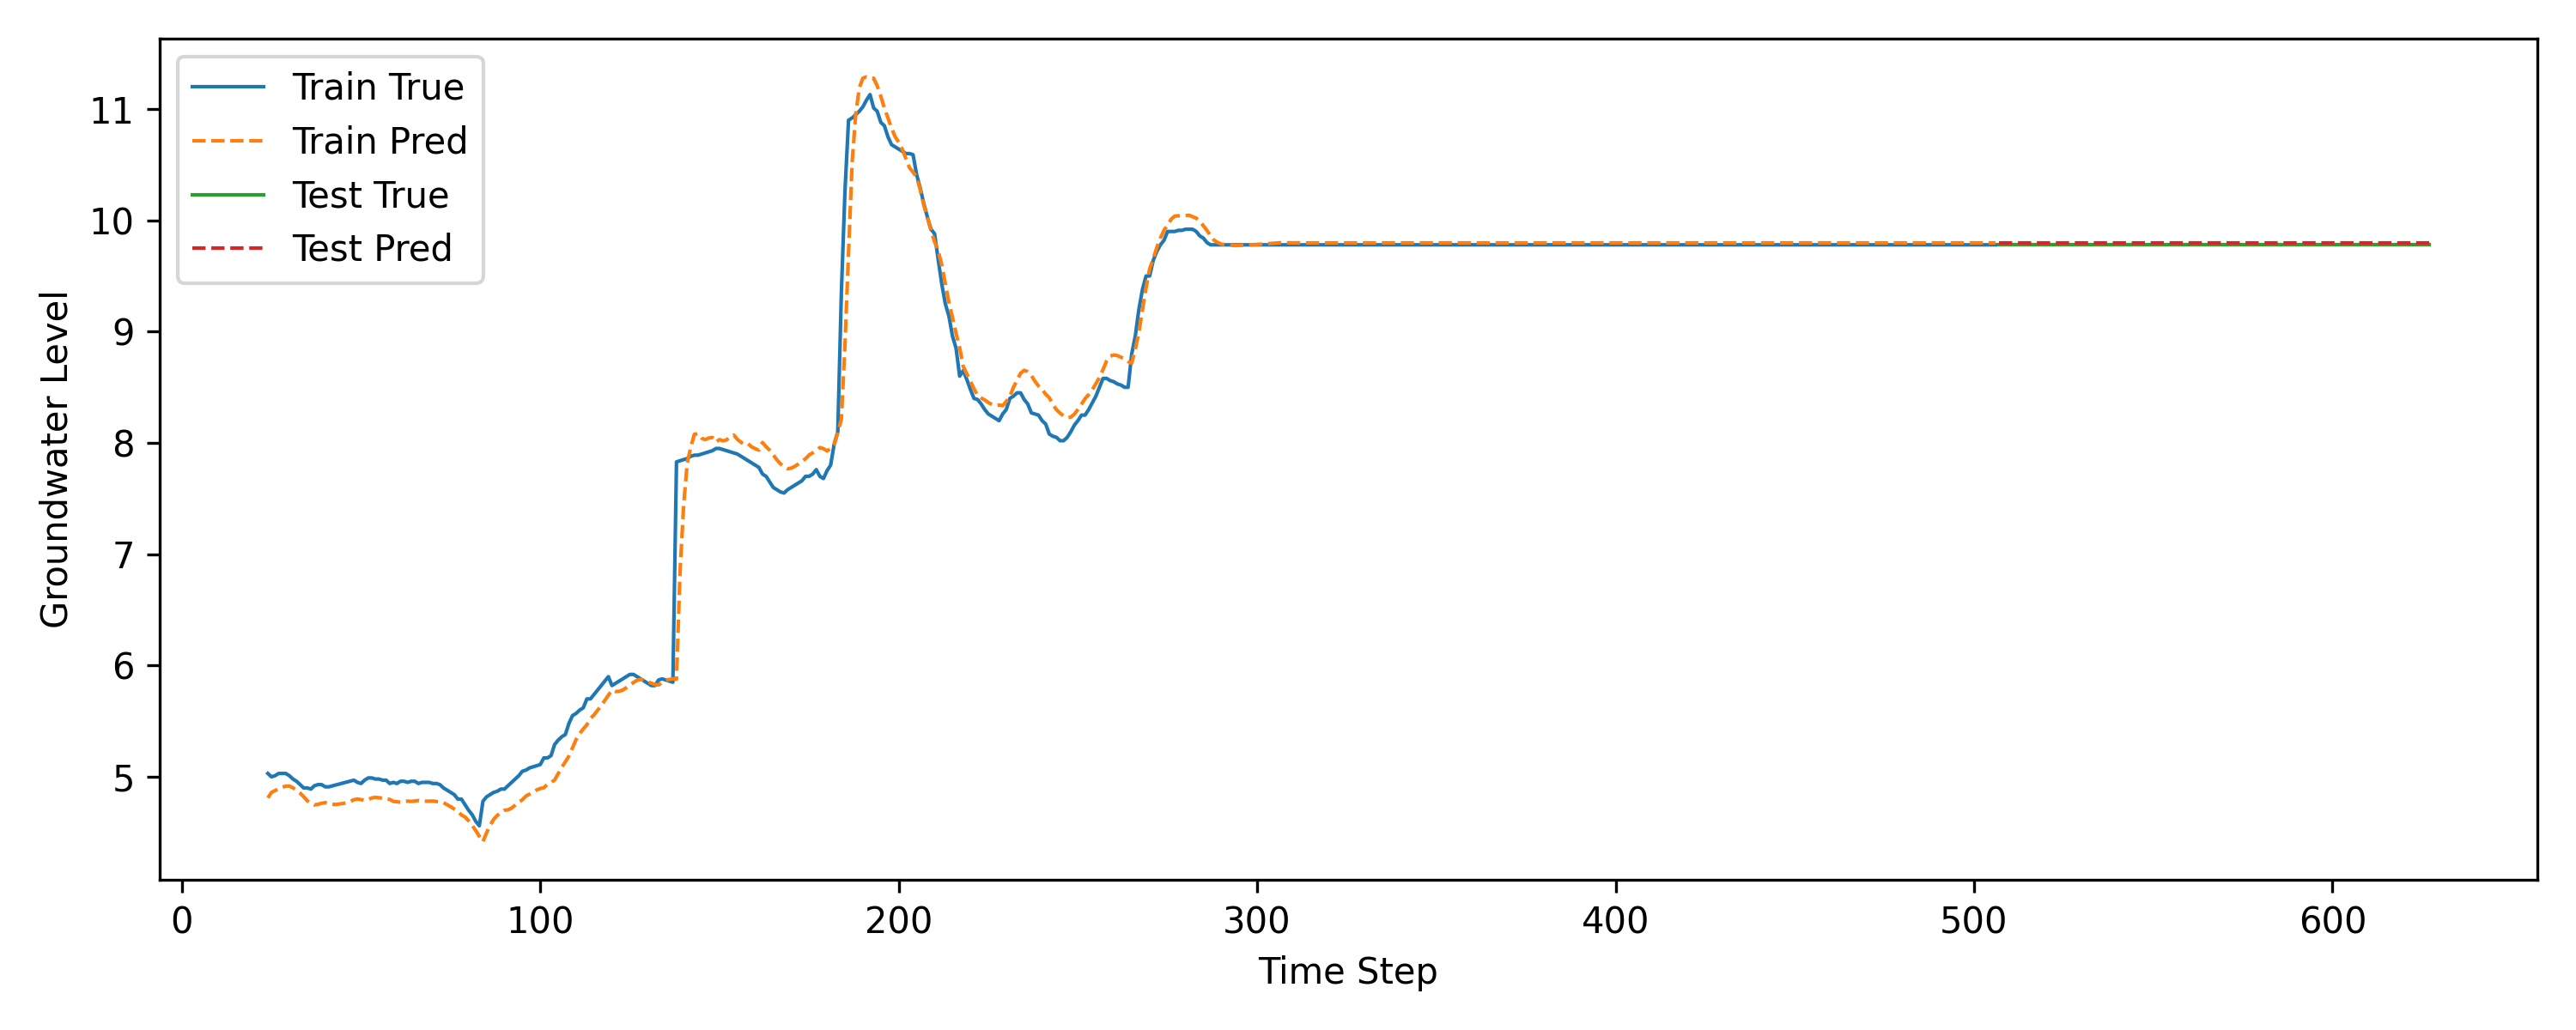 Train True
Train Pred
Test True
Test Pred
11
10
9
8
7
6
5
Groundwater Level
0 100 200 300 400 500 600
Time Step